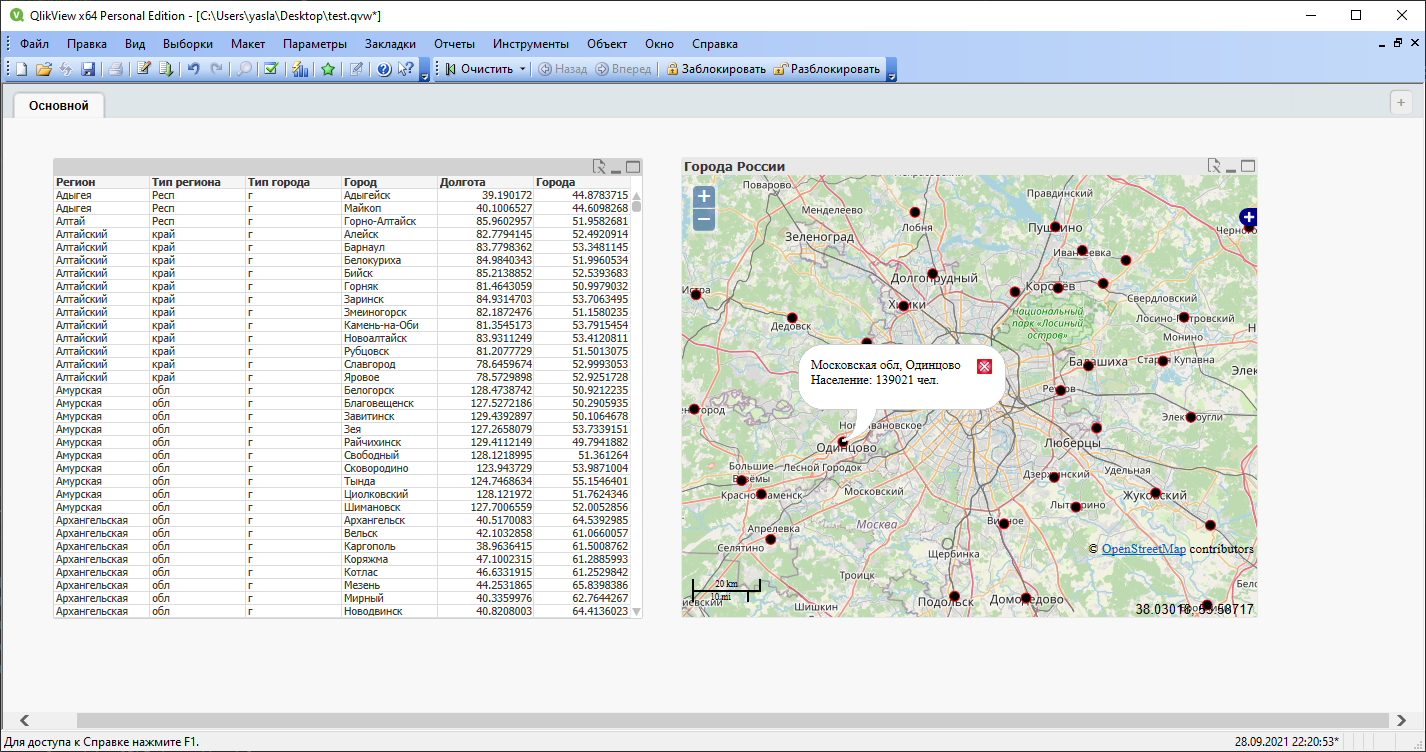 QlikView x64 Personal Edition - [C:\Users\yasla\Desktop\test.qvw*]
Файл Правка Вид Выборки Макет Параметры Закладки Отчеты Инструменты Объект Окно Справка
Очистить Назад Вперед Заблокировать Разблокировать
Основной
Регион Тип региона Тип города Город Долгота Города
Адыгея Респ г Адыгейск 39.190172 44.8783715
Адыгея Респ г Майкоп 40.1006527 44.6098268
Алтай Респ г Горно-Алтайск 85.9602957 51.9582681
Алтайский край г Алейск 82.7794145 52.4920914
Алтайский край г Барнаул 83.7798362 53.3481145
Алтайский край г Белокуриха 84.9840343 51.9960534
Алтайский край г Бийск 85.2138852 52.5393683
Алтайский край г Горняк 81.4643059 50.9979032
Алтайский край г Заринск 84.9314703 53.7063495
Алтайский край г Змеиногорск 82.1872476 51.1580235
Алтайский край г Камень-на-Оби 81.3545173 53.7915454
Алтайский край г Новоалтайск 83.9311249 53.4120811
Алтайский край г Рубцовск 81.2077729 51.5013075
Алтайский край г Славгород 78.6459674 52.9993053
Алтайский край г Яровое 78.5729898 52.9251728
Амурская обл г Белогорск 128.4738742 50.9212235
Амурская обл г Благовещенск 127.5272186 50.2905935
Амурская обл г Завитинск 129.4392897 50.1064678
Амурская обл г Зея 127.2658079 53.7339151
Амурская обл г Райчихинск 129.4112149 49.7941882
Амурская обл г Свободный 128.1218995 51.361264
Амурская обл г Сковородино 123.943729 53.9871004
Амурская обл г Тында 124.7468634 55.1546401
Амурская обл г Циолковский 128.121972 51.7624346
Амурская обл г Шимановск 127.7006559 52.0052856
Архангельская обл г Архангельск 40.5170083 64.5392985
Архангельская обл г Вельск 42.1032858 61.0660057
Архангельская обл г Каргополь 38.9636415 61.5008762
Архангельская обл г Коряжма 47.1002315 61.2885993
Архангельская обл г Котлас 46.6331915 61.2529842
Архангельская обл г Мезень 44.2531865 65.8398386
Архангельская обл г Мирный 40.3359976 62.7644267
Архангельская обл г Новодвинск 40.8208003 64.4136023
Города России
Поварово
Правдинский
Менделеево
Лобня
Пушкино
Зеленоград
Ивантеевка
Долгопрудный
Королёв
Свердловский
Химки
Национальный
парк «Лосиный
остров»
Лосино-Петровский
Дедовск
Монино
Балашиха
Старая Купавна
Московская обл, Одинцово
Население: 139021 чел.
Реутов
Электроугли
Одинцово
Люберцы
Большие
Вязёмы
Лесной Городок
Дзержинский
Удельная
Краснознаменск
Московский
Жуковский
Лыткарино
Апрелевка
Москва
Видное
Селятино
Щербинка
© OpenStreetMap contributors
Троицк
20 km
10 mi
Шишкин
Подольск
Домодедово
Для доступа к Справке нажмите F1.
28.09.2021 22:20:53*